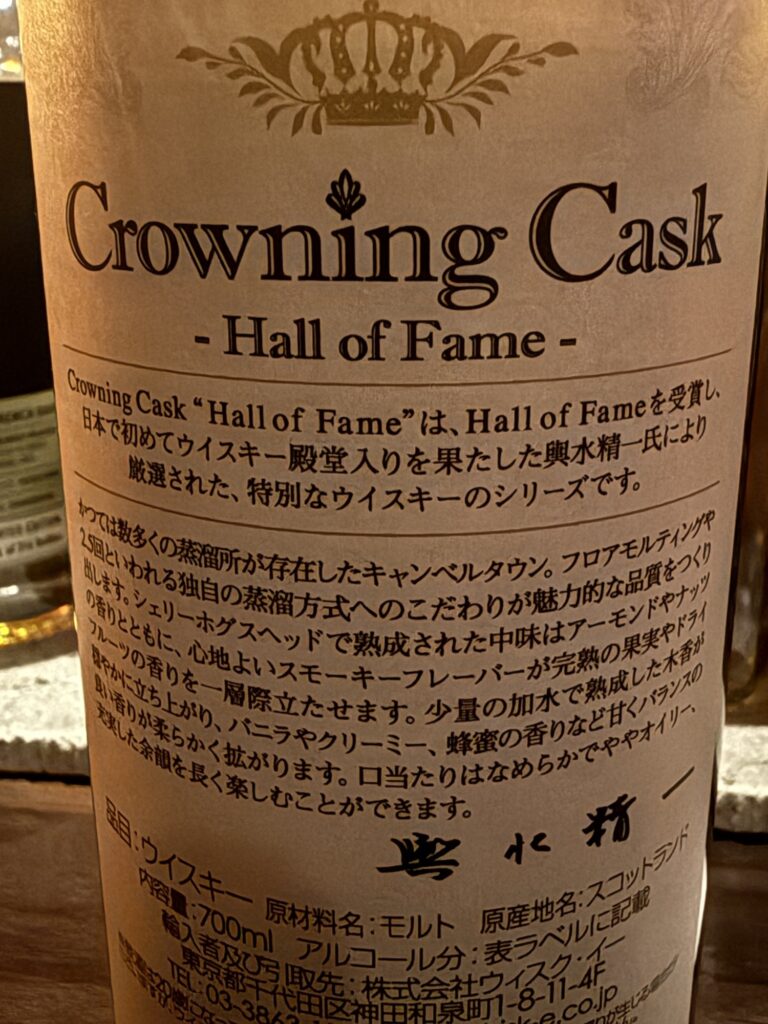 Crowning Cask
- Hall of Fame -
Crowning Cask “Hall of Fame”は、Hall of Fameを受賞し、
日本で初めてウイスキー殿堂入りを果たした輿水精一氏により
厳選された、特別なウイスキーのシリーズです。
かつては数多くの蒸溜所が存在したキャンベルタウン。フロアモルティングや
2.5回といわれる独自の蒸溜方式へのこだわりが魅力的な品質をつくり
出します。シェリーホグスヘッドで熟成された中味はアーモンドやナッツ
の香りとともに、心地よいスモーキーフレーバーが完熟の果実やドライ
フルーツの香りを一層際立たせます。少量の加水で熟成した木香が
穏やかに立ち上がり、バニラやクリーミー、蜂蜜の香りなど甘くバランスの
良い香りが柔らかく拡がります。口当たりはなめらかでややオイリー、
充実した余韻を長く楽しむことができます。
輿水精一
品目:ウイスキー 原材料名:モルト 原産地名:スコットランド
内容量:700ml アルコール分:表ラベルに記載
輸入者及び引取先:株式会社ウィスク・イー
東京都千代田区神田和泉町1-8-11-4F
TEL:03-3863